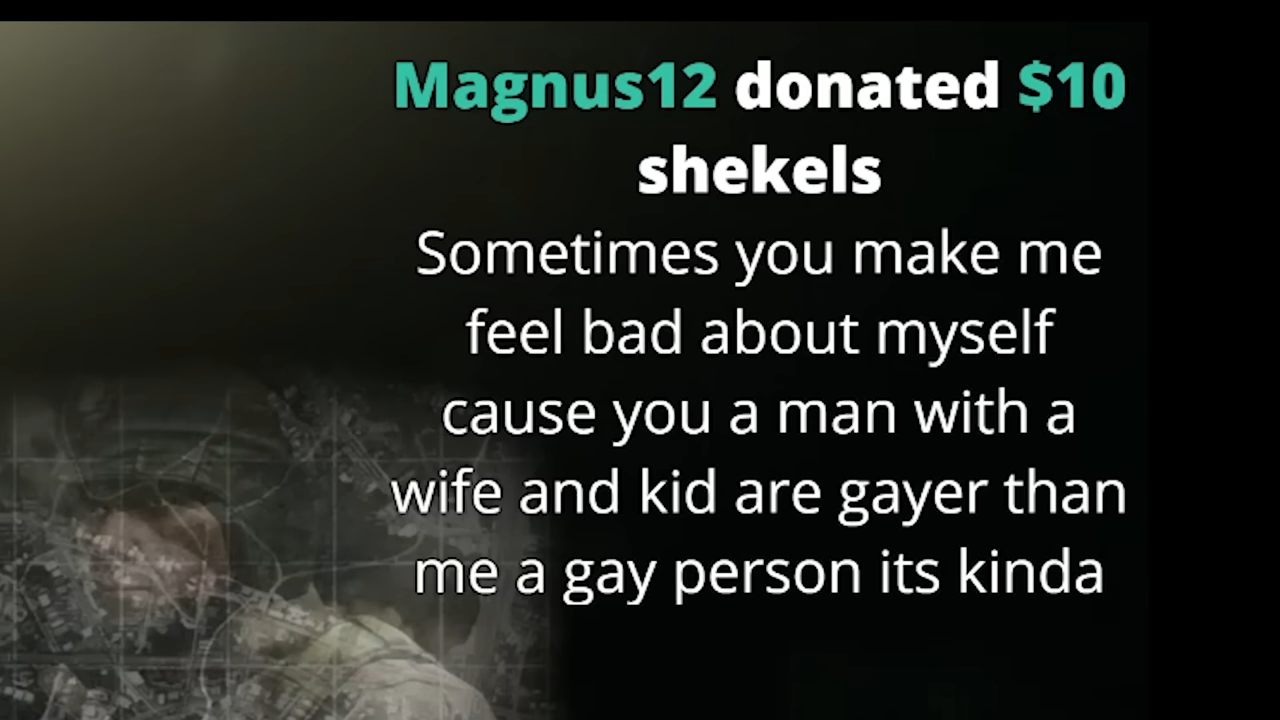 Magnus12 donated $10
shekels
Sometimes you make me
feel bad about myself
cause you a man with a
wife and kid are gayer than
me a gay person its kinda